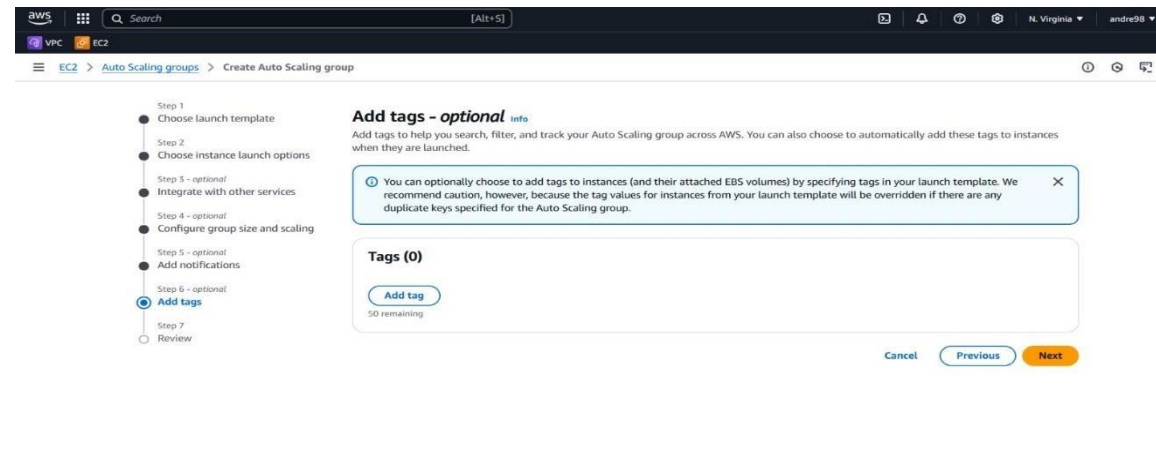 aws
Search
[Alt+S]
N. Virginia
andre98
VPC
EC2
EC2 > Auto Scaling groups > Create Auto Scaling group
Step 1
Choose launch template
Step 2
Choose instance launch options
Step 3 - optional
Integrate with other services
Step 4 - optional
Configure group size and scaling
Step 5 - optional
Add notifications
Step 6 - optional
Add tags
Step 7
Review
Add tags - optional Info
Add tags to help you search, filter, and track your Auto Scaling group across AWS. You can also choose to automatically add these tags to instances
when they are launched.
You can optionally choose to add tags to instances (and their attached EBS volumes) by specifying tags in your launch template. We
recommend caution, however, because the tag values for instances from your launch template will be overridden if there are any
duplicate keys specified for the Auto Scaling group.
Tags (0)
Add tag
50 remaining
Cancel
Previous
Next